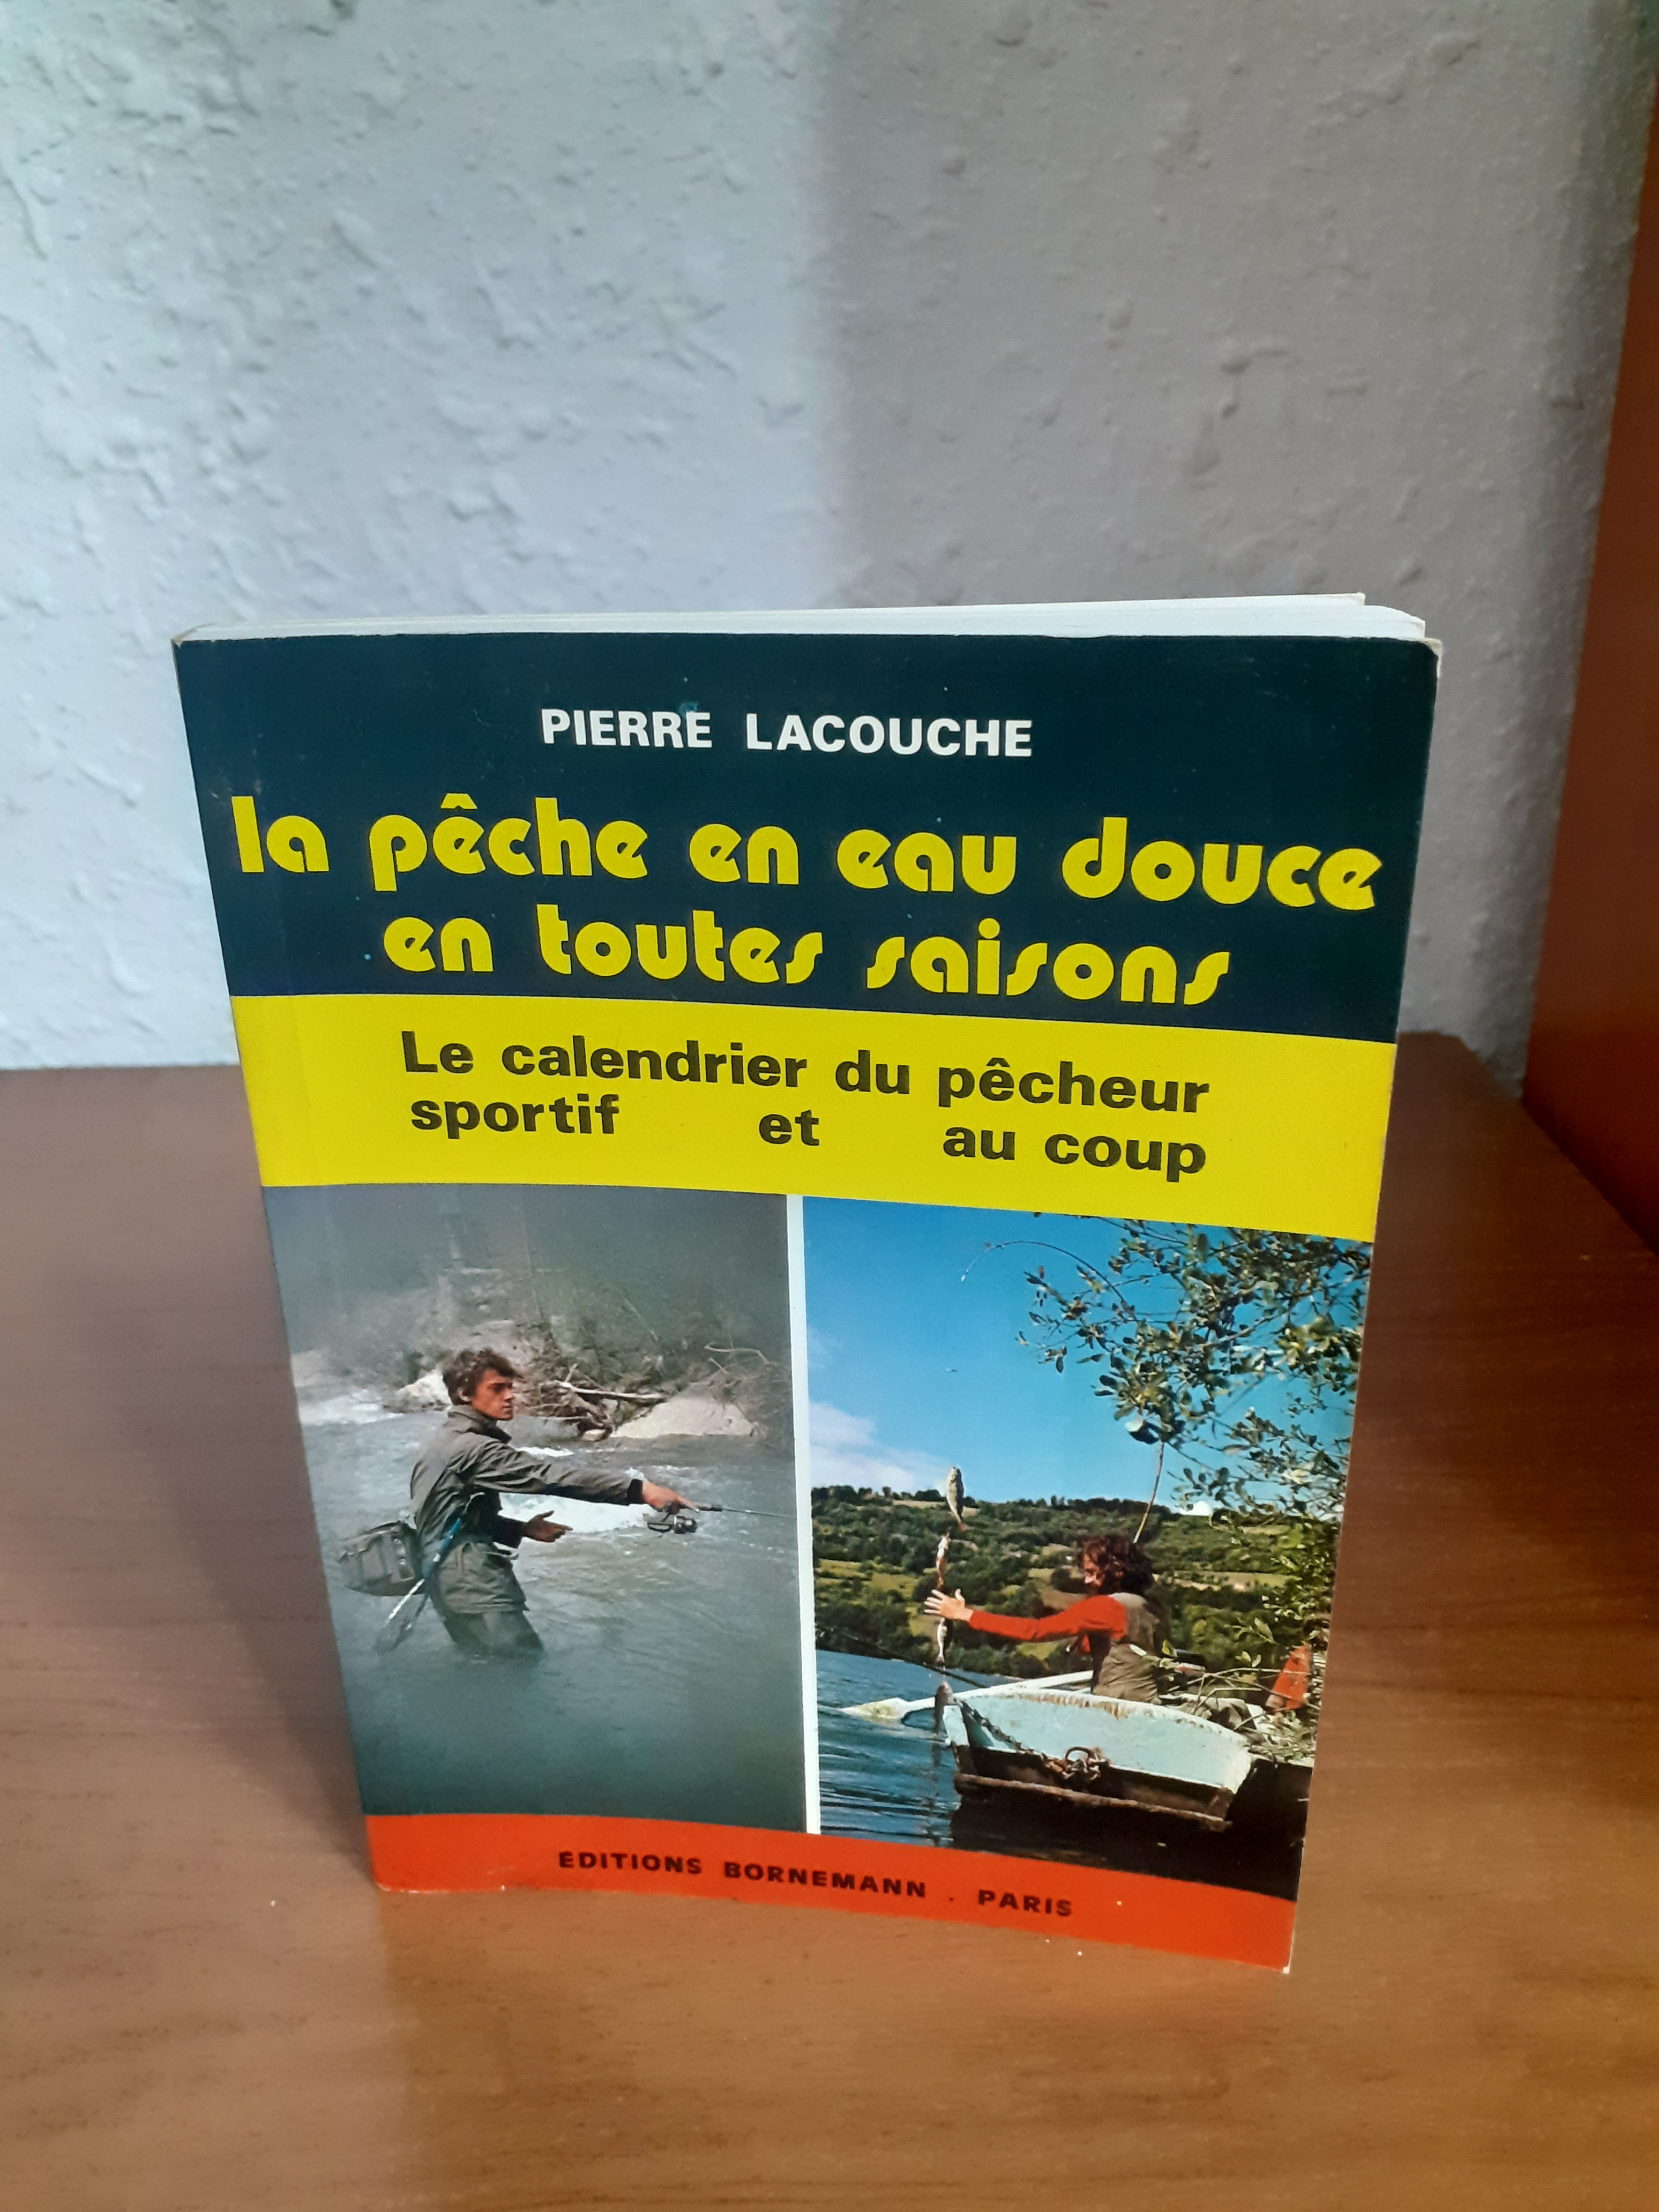 PIERRE LACOUCHE
la pêche en eau douce
en toutes saisons
Le calendrier du pêcheur
sportif et au coup
EDITIONS BORNEMANN . PARIS